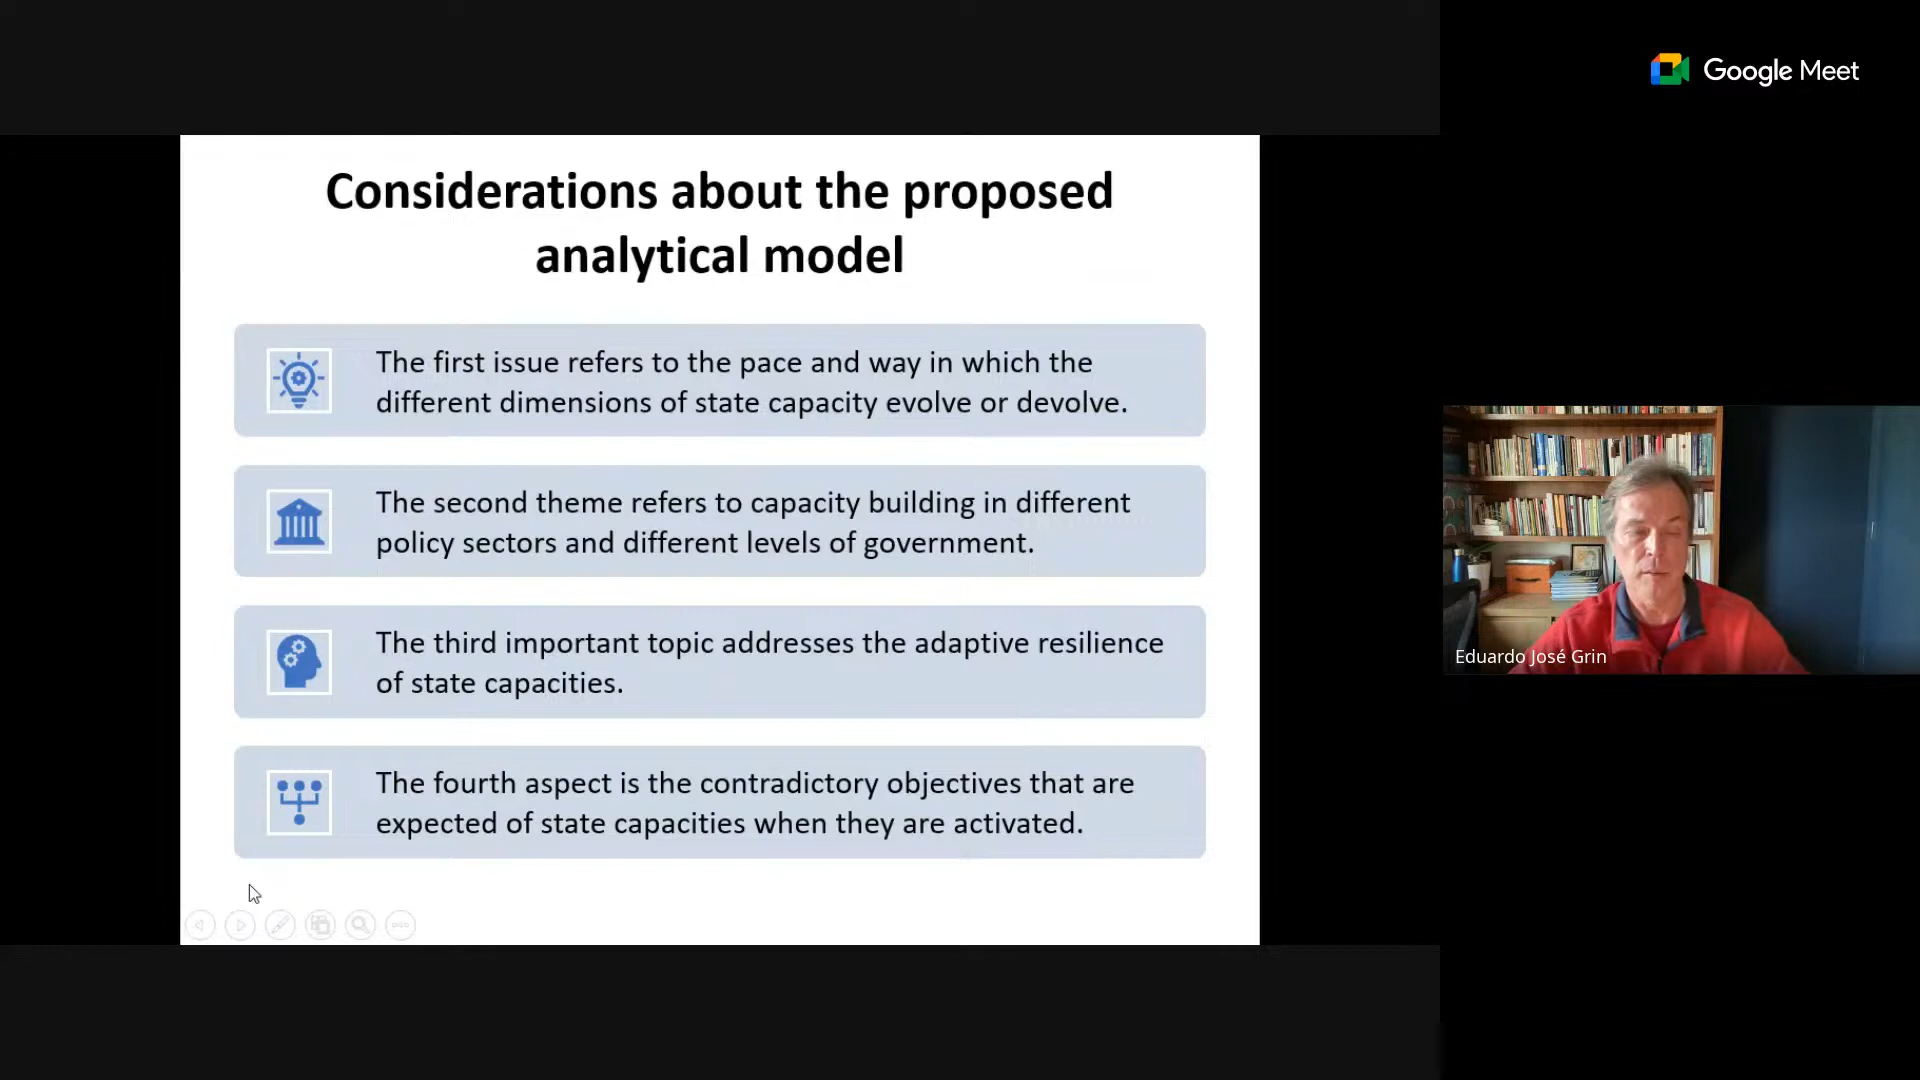 Google Meet
Considerations about the proposed
analytical model
The first issue refers to the pace and way in which the
different dimensions of state capacity evolve or devolve.
The second theme refers to capacity building in different
policy sectors and different levels of government.
The third important topic addresses the adaptive resilience
of state capacities.
The fourth aspect is the contradictory objectives that are
expected of state capacities when they are activated.
Eduardo José Grin